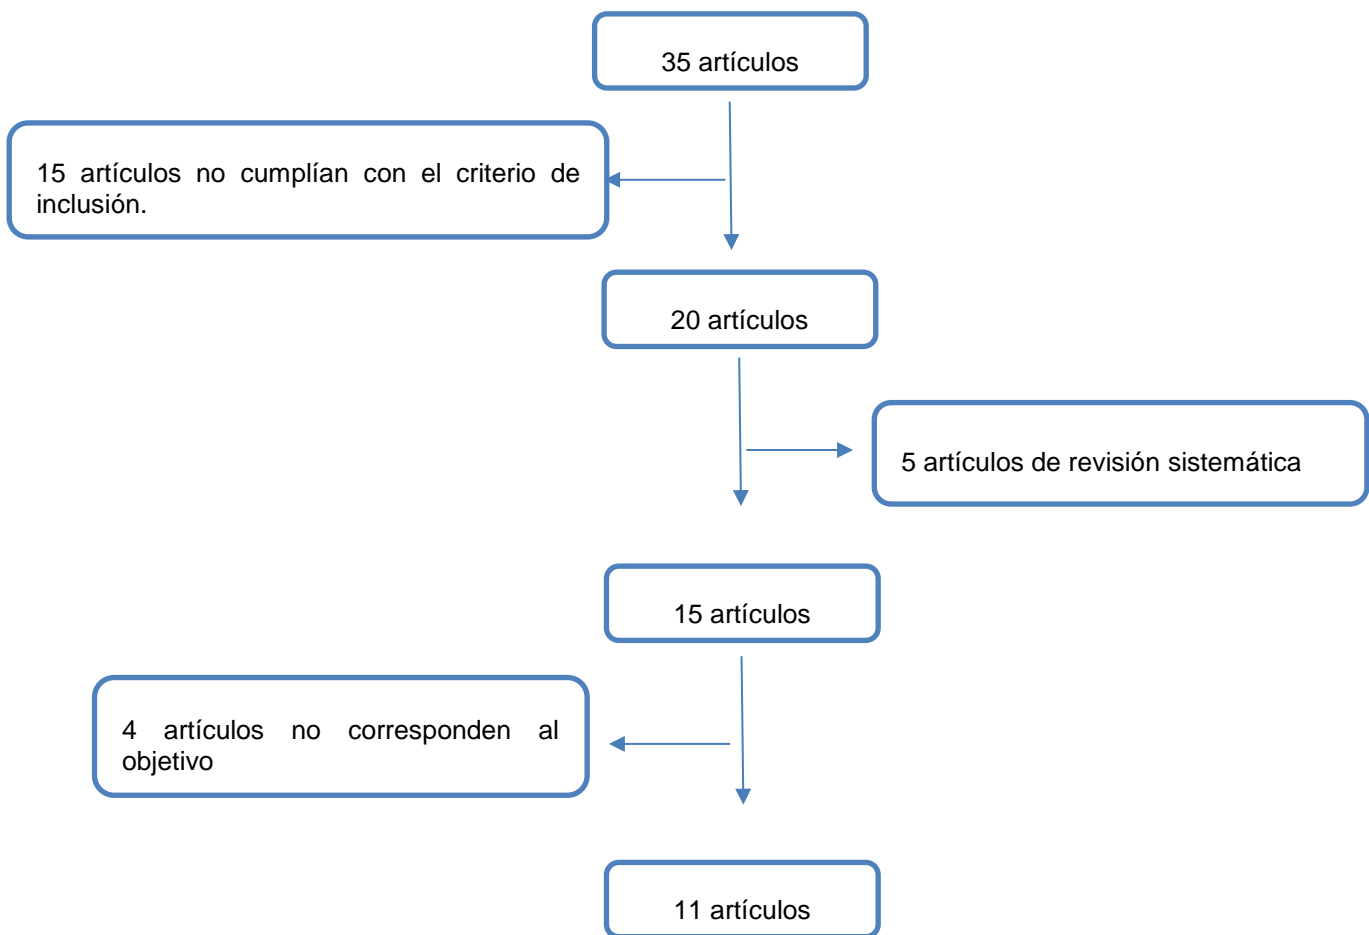 35 artículos
15 artículos no cumplían con el criterio de
inclusión.
20 artículos
5 artículos de revisión sistemática
15 artículos
4 artículos no corresponden al
objetivo
11 artículos